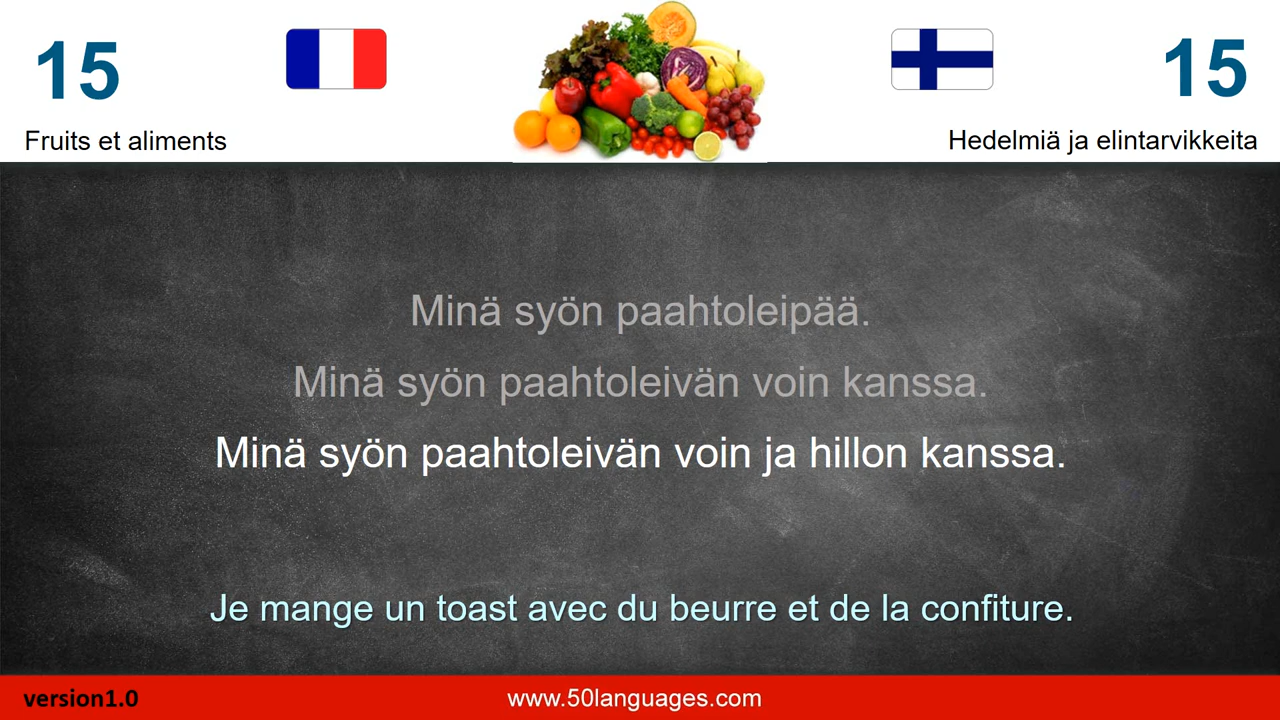 15
15
Fruits et aliments
Hedelmiä ja elintarvikkeita
Minä syön paahtoleipää.
Minä syön paahtoleivän voin kanssa.
Minä syön paahtoleivän voin ja hillon kanssa.
Je mange un toast avec du beurre et de la confiture.
version1.0
www.50languages.com